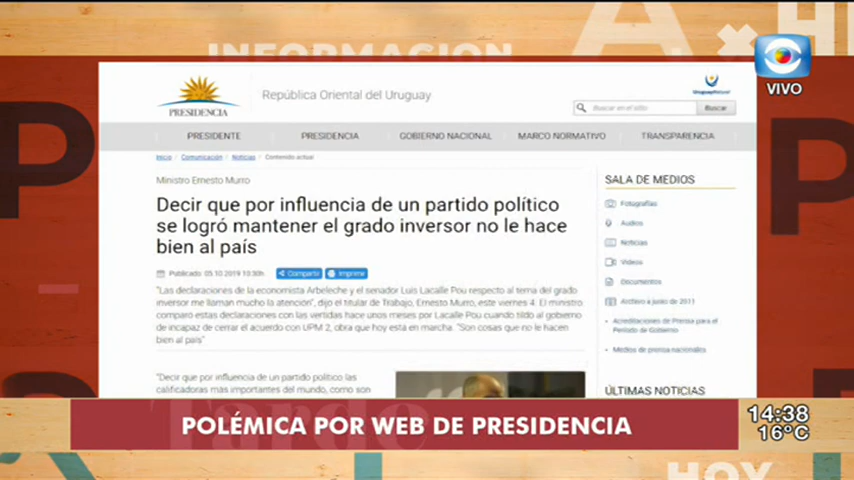 INFORMACION
VIVO
PRESIDENCIA
República Oriental del Uruguay
Buscar en el sitio
Buscar
PRESIDENTE
PRESIDENCIA
GOBIERNO NACIONAL
MARCO NORMATIVO
TRANSPARENCIA
Inicio
Comunicación
Noticias
Contenido actual
Ministro Ernesto Murro
Decir que por influencia de un partido político
se logró mantener el grado inversor no le hace
bien al país
Publicado: 05.10.2019 10:30h
Compartir
Imprimir
"Las declaraciones de la economista Arbeleche y el senador Luis Lacalle Pou respecto al tema del grado
inversor me llaman mucho la atención", dijo el titular de Trabajo, Ernesto Murro, este viernes 4. El ministro
comparó estas declaraciones con las vertidas hace unos meses por Lacalle Pou cuando tildó al gobierno
de incapaz de cerrar el acuerdo con UPM 2, obra que hoy está en marcha. "Son cosas que no le hacen
bien al país"
"Decir que por influencia de un partido político las
calificadoras más importantes del mundo, como son
SALA DE MEDIOS
Fotografías
Audios
Noticias
Videos
Documentos
Archivo a junio de 2011
Acreditaciones de Prensa para el
Período de Gobierno
Medios de prensa nacionales
ÚLTIMAS NOTICIAS
POLÉMICA POR WEB DE PRESIDENCIA
14:38
16°C
HOY